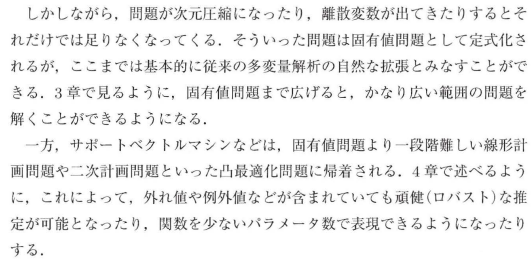 しかしながら，問題が次元圧縮になったり，離散変数が出てきたりするとそ
れだけでは足りなくなってくる．そういった問題は固有値問題として定式化さ
れるが，ここまでは基本的に従来の多変量解析の自然な拡張とみなすことがで
きる．3章で見るように，固有値問題まで広げると，かなり広い範囲の問題を
解くことができるようになる．
一方，サポートベクトルマシンなどは，固有値問題より一段階難しい線形計
画問題や二次計画問題といった凸最適化問題に帰着される．4章で述べるよう
に，これによって，外れ値や例外値などが含まれていても頑健(ロバスト)な推
定が可能となったり，関数を少ないパラメータ数で表現できるようになったり
する．